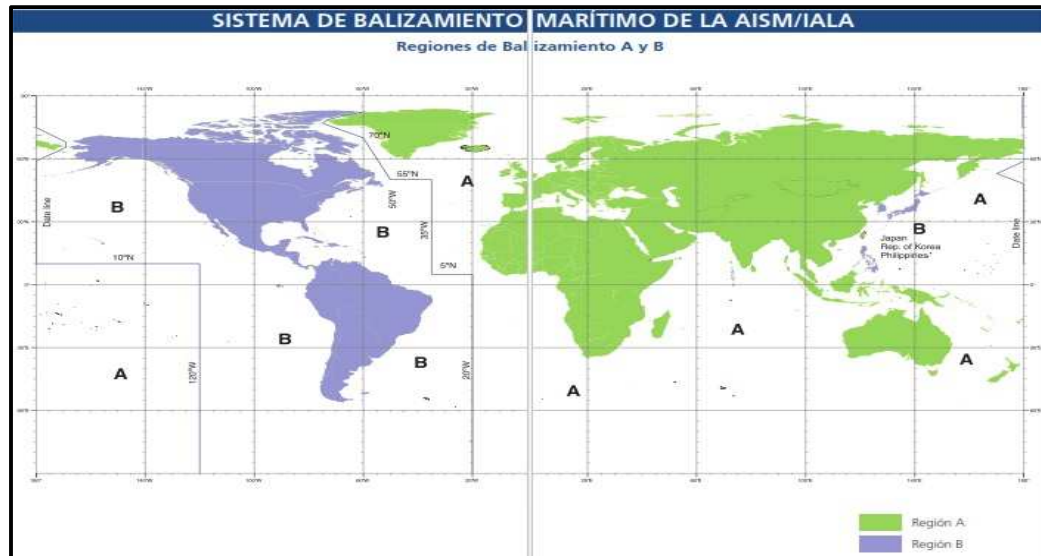 SISTEMA DE BALIZAMIENTO MARÍTIMO DE LA AISM/IALA
Regiones de Balizamiento A y B
70°N
55°N
A
50°W
A
B
B
35°W
B
Date line
Japan
Rep. of Korea
Philippines*
Date line
10°N
5°N
A
B
B
A
A
120°W
20°W
A
Región A
Región B